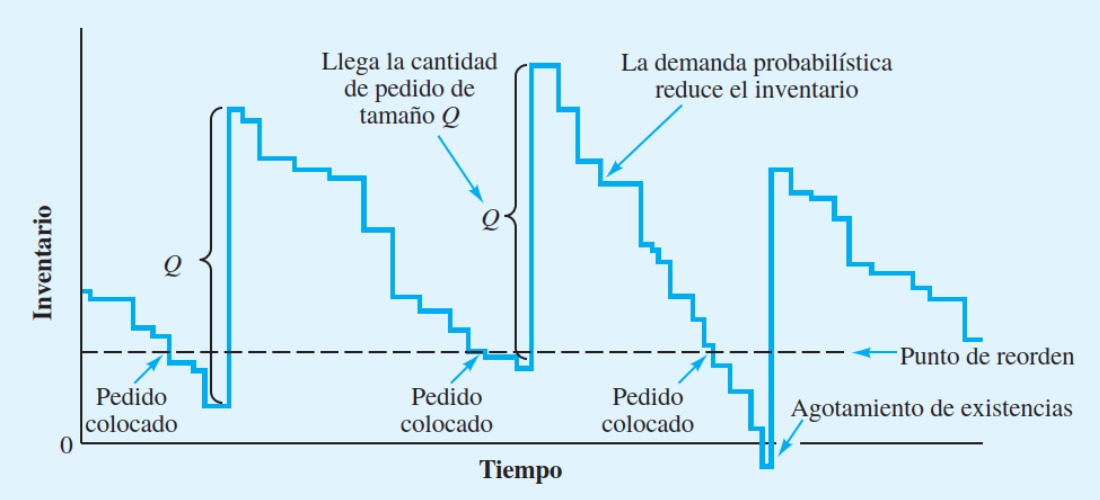 Llega la cantidad
de pedido de
tamaño Q
La demanda probabilística
reduce el inventario
Inventario
Q
Q
Punto de reorden
Pedido
colocado
Pedido
colocado
Pedido
colocado
Agotamiento de existencias
0
Tiempo